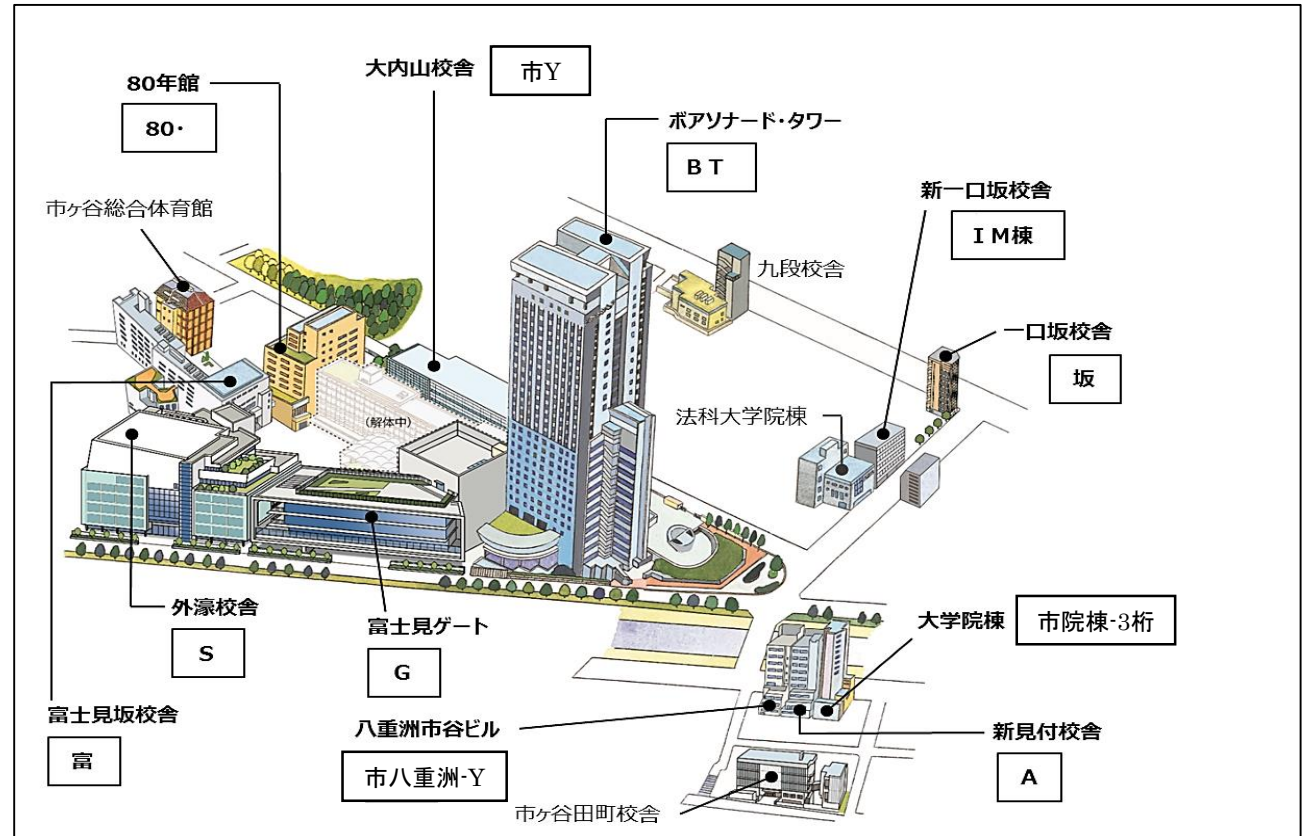 大内山校舎
市Y
80年館
80・
ボアソナード・タワー
BT
新一口坂校舎
IM棟
市ヶ谷総合体育館
九段校舎
一口坂校舎
坂
法科大学院棟
(解体中)
外濠校舎
S
富士見ゲート
G
大学院棟
市院棟-3桁
富士見坂校舎
富
八重洲市谷ビル
市八重洲-Y
新見付校舎
A
市ヶ谷田町校舎